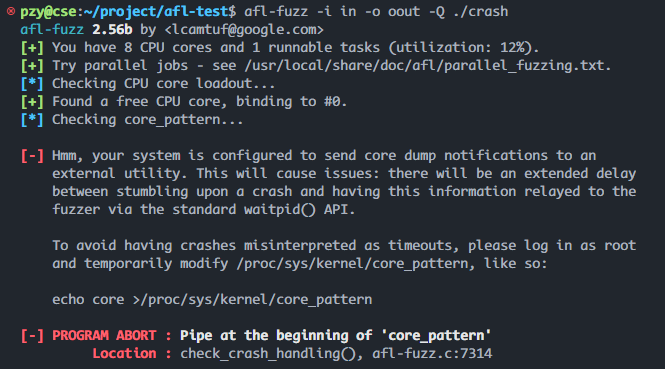 pzy@cse:~/project/afl-test$ afl-fuzz -i in -o oout -Q ./crash
afl-fuzz 2.56b by <lcamtuf@google.com>
[+] You have 8 CPU cores and 1 runnable tasks (utilization: 12%).
[+] Try parallel jobs - see /usr/local/share/doc/afl/parallel_fuzzing.txt.
[*] Checking CPU core loadout...
[+] Found a free CPU core, binding to #0.
[*] Checking core_pattern...
[-] Hmm, your system is configured to send core dump notifications to an
external utility. This will cause issues: there will be an extended delay
between stumbling upon a crash and having this information relayed to the
fuzzer via the standard waitpid() API.
To avoid having crashes misinterpreted as timeouts, please log in as root
and temporarily modify /proc/sys/kernel/core_pattern, like so:
echo core >/proc/sys/kernel/core_pattern
[-] PROGRAM ABORT : Pipe at the beginning of 'core_pattern'
Location : check_crash_handling(), afl-fuzz.c:7314